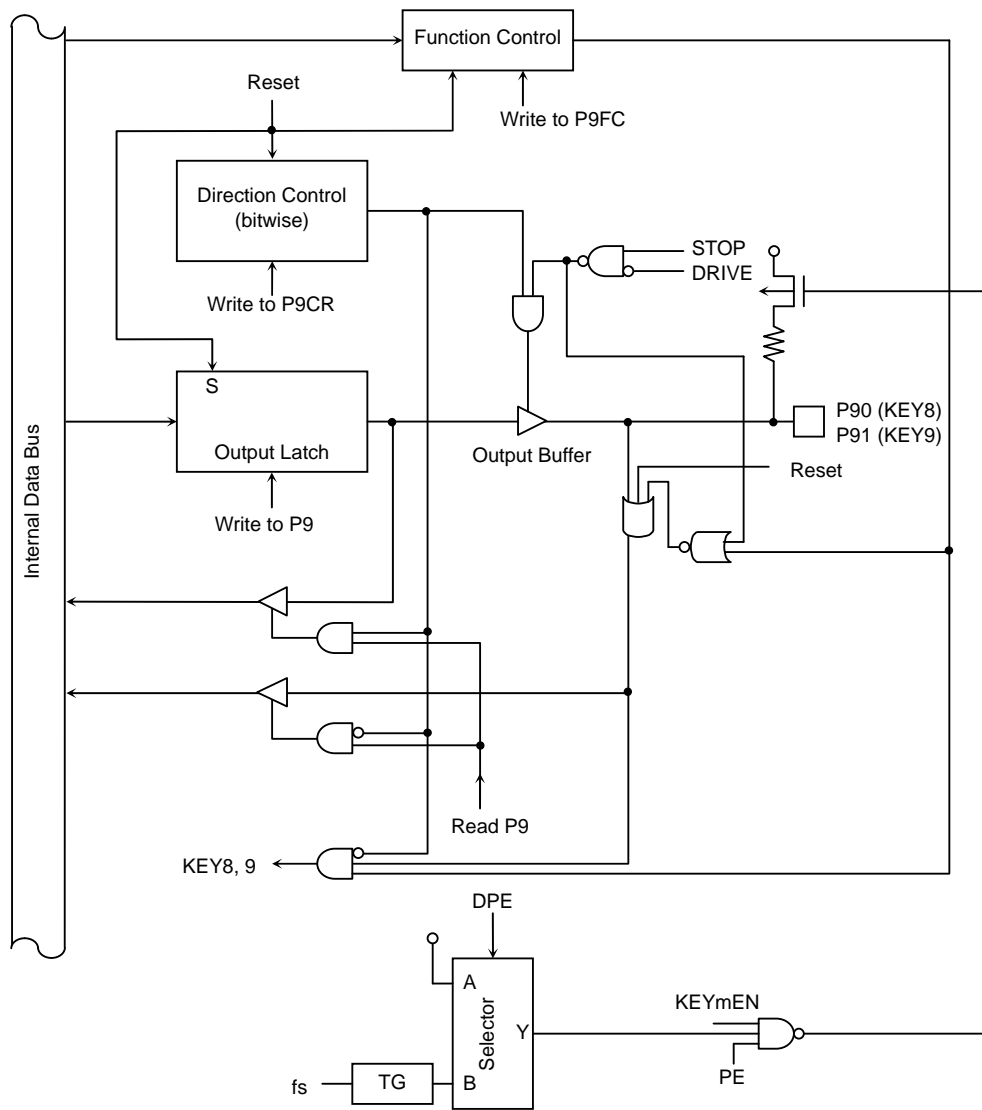 Function Control
Reset
Write to P9FC
Direction Control
(bitwise)
STOP
DRIVE
Write to P9CR
S
P90 (KEY8)
P91 (KEY9)
Output Latch
Output Buffer
Reset
Internal Data Bus
Write to P9
Read P9
KEY8, 9
DPE
A
KEYmEN
Selector
Y
fs
TG
B
PE